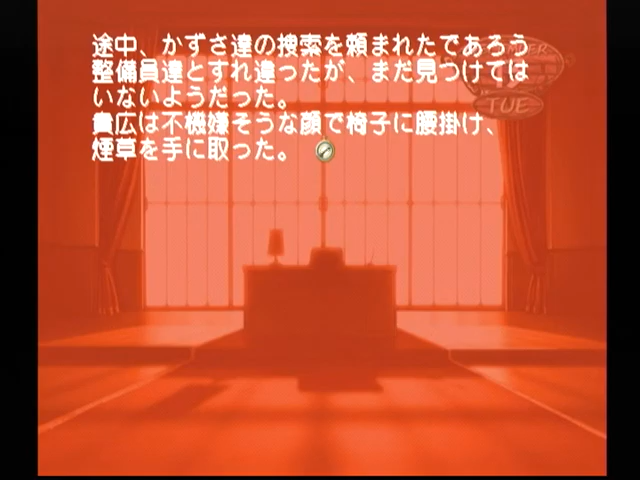 途中、かずさ達の捜索を頼まれたであろう
整備員達とすれ違ったが、まだ見つけては
いないようだった。
貴広は不機嫌そうな顔で椅子に腰掛け、
煙草を手に取った。
TUE